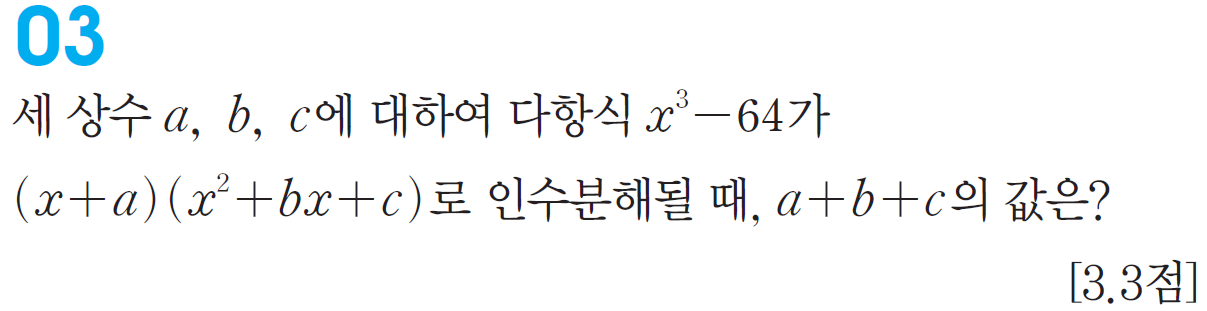 03
세 상수 a, b, c에 대하여 다항식 x³-64가
(x+a)(x²+bx+c)로 인수분해될 때, a+b+c의 값은?
[3.3점]